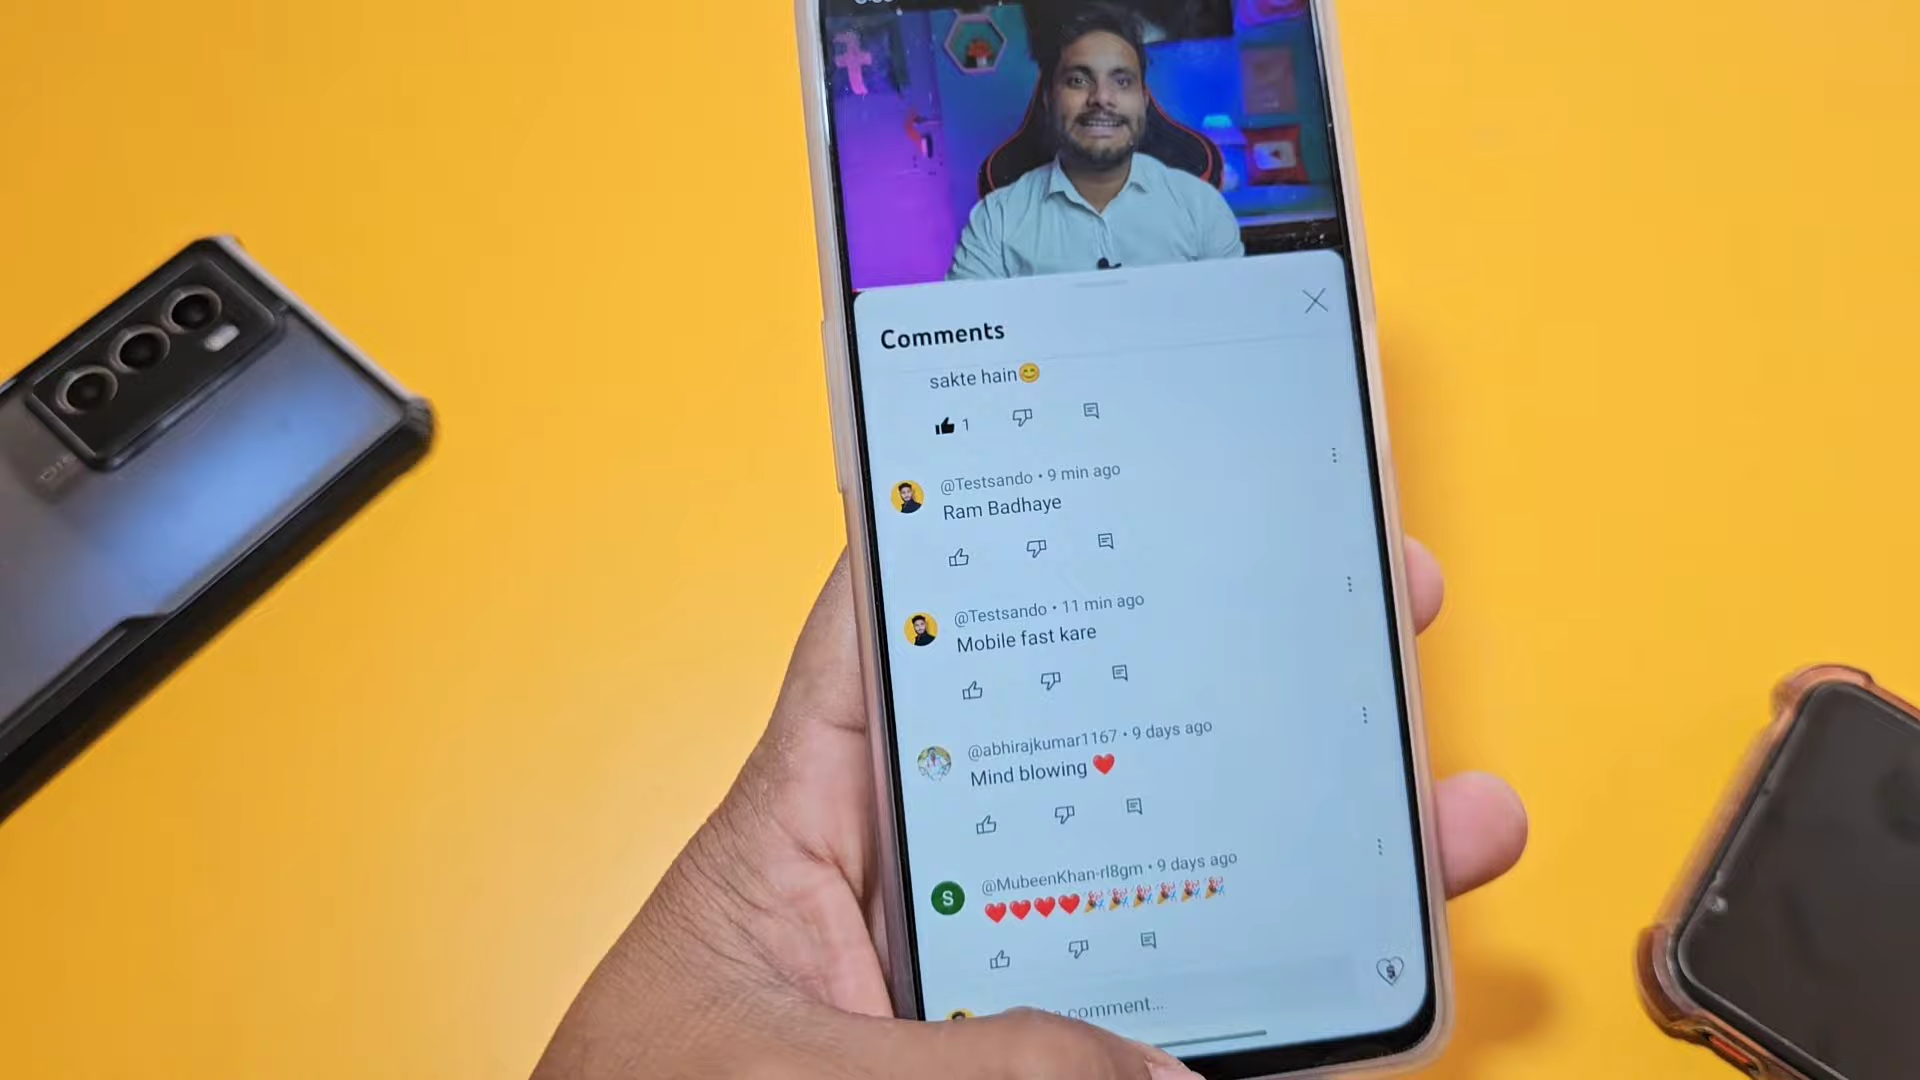 Comments
sakte hain😊
1
@Testsando • 9 min ago
Ram Badhaye
@Testsando • 11 min ago
Mobile fast kare
@abhirajkumar1167 • 9 days ago
Mind blowing ❤️
S
@MubeenKhan-rl8gm • 9 days ago
❤️❤️❤️❤️🎉🎉🎉🎉🎉🎉
comment...